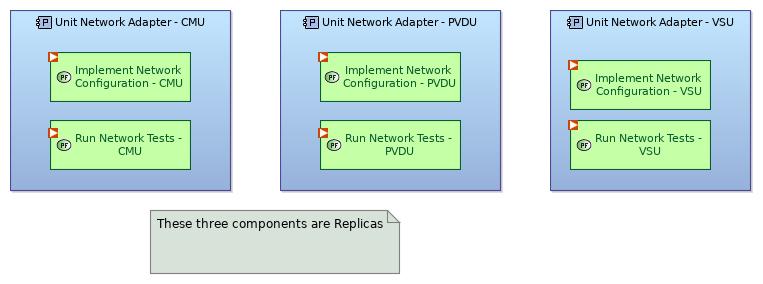 P Unit Network Adapter - CMU
PF Implement Network
Configuration - CMU
PF Run Network Tests -
CMU
P Unit Network Adapter - PVDU
PF Implement Network
Configuration - PVDU
PF Run Network Tests -
PVDU
P Unit Network Adapter - VSU
PF Implement Network
Configuration - VSU
PF Run Network Tests -
VSU
These three components are Replicas